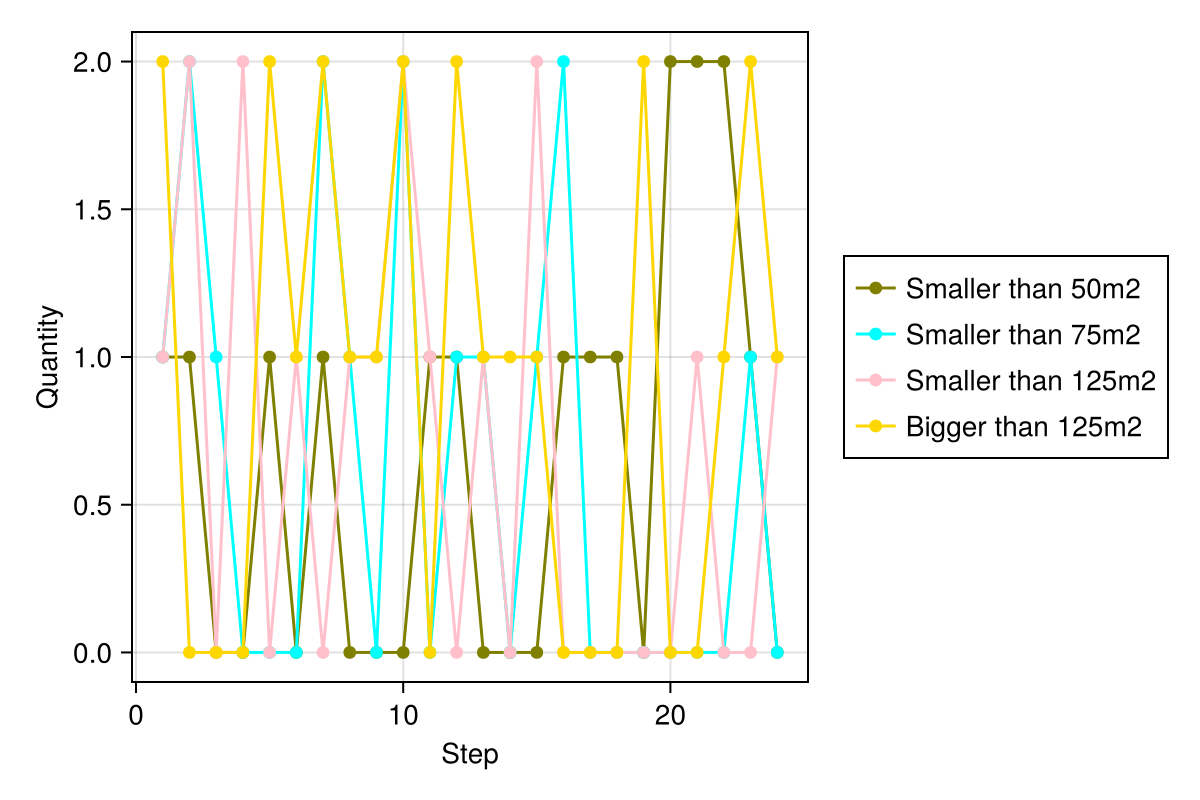 2.0
1.5
1.0
0.5
0.0
Quantity
0
10
20
Step
Smaller than 50m2
Smaller than 75m2
Smaller than 125m2
Bigger than 125m2